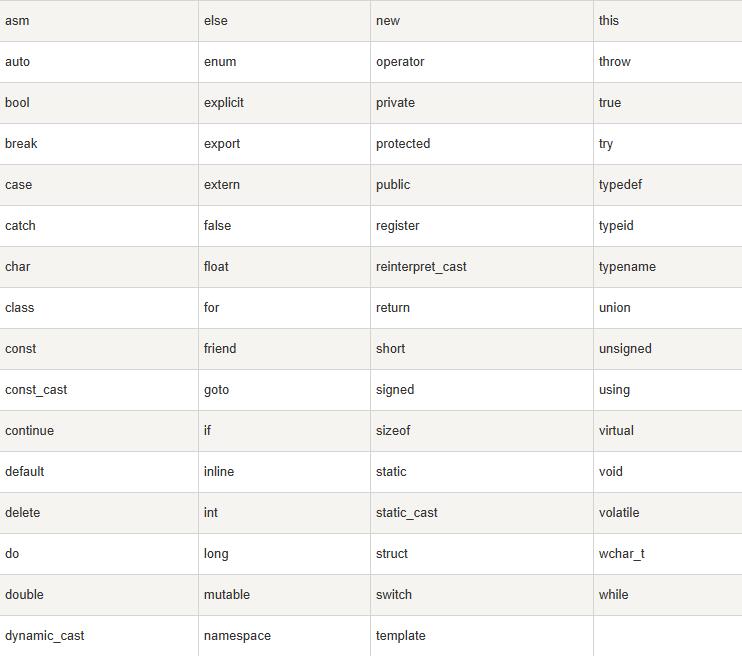 asm else new this
auto enum operator throw
bool explicit private true
break export protected try
case extern public typedef
catch false register typeid
char float reinterpret_cast typename
class for return union
const friend short unsigned
const_cast goto signed using
continue if sizeof virtual
default inline static void
delete int static_cast volatile
do long struct wchar_t
double mutable switch while
dynamic_cast namespace template